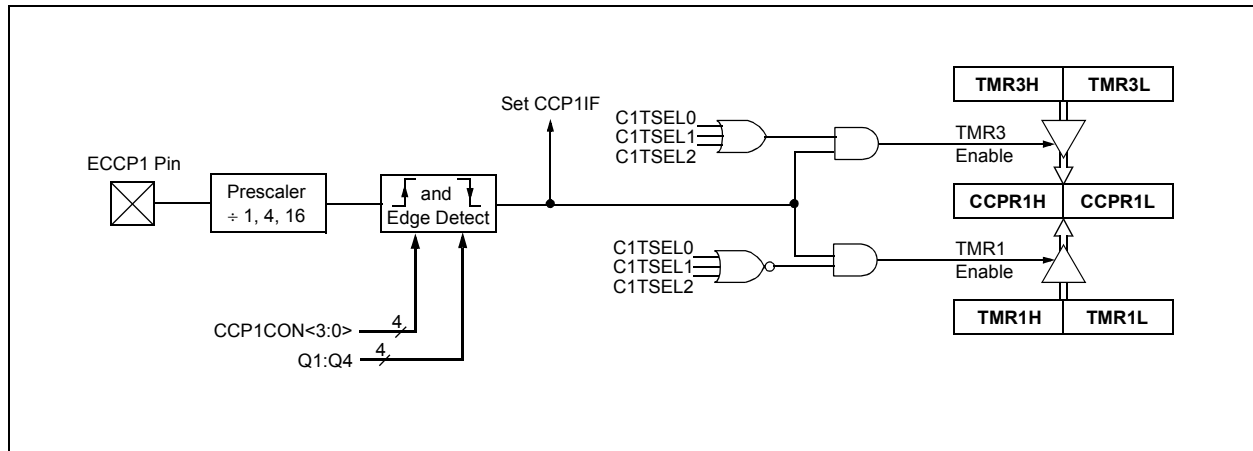 TMR3H TMR3L
Set CCP1IF
C1TSEL0
C1TSEL1
C1TSEL2
TMR3
Enable
ECCP1 Pin
Prescaler
÷ 1, 4, 16
and
Edge Detect
CCPR1H CCPR1L
C1TSEL0
C1TSEL1
C1TSEL2
TMR1
Enable
TMR1H TMR1L
CCP1CON<3:0> 4
Q1:Q4 4